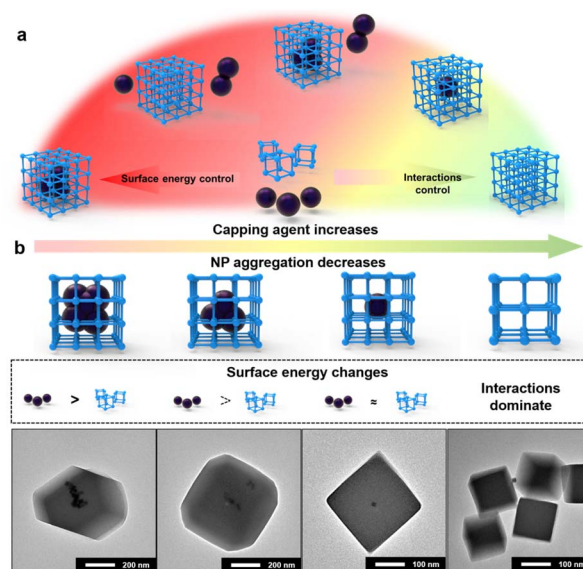 a
Surface energy control
Interactions
control
Capping agent increases
b
NP aggregation decreases
Surface energy changes
> > ≈
Interactions
dominate
200 nm 200 nm 100 nm 100 nm